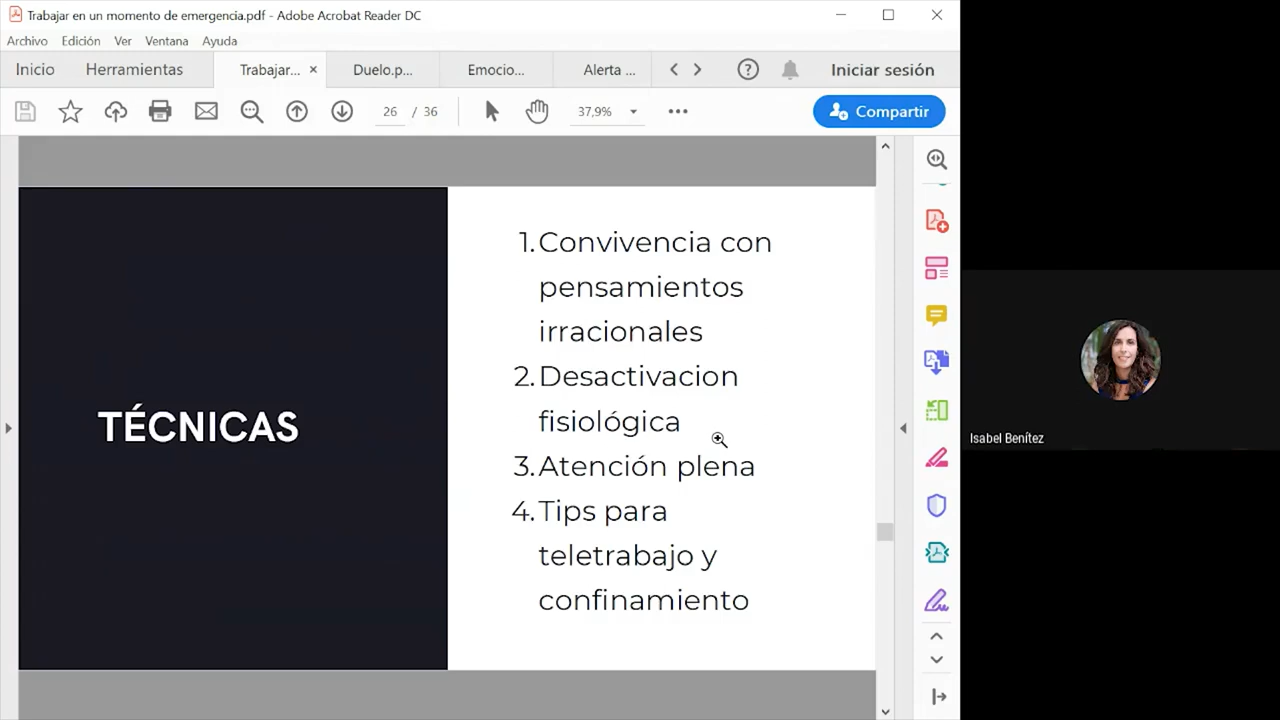 Trabajar en un momento de emergencia.pdf - Adobe Acrobat Reader DC
Archivo Edición Ver Ventana Ayuda
Inicio Herramientas Trabajar... Duelo.p... Emocio... Alerta ... Iniciar sesión
26 / 36 37,9% Compartir
TÉCNICAS
1. Convivencia con
pensamientos
irracionales
2. Desactivacion
fisiológica
3. Atención plena
4. Tips para
teletrabajo y
confinamiento
Isabel Benítez